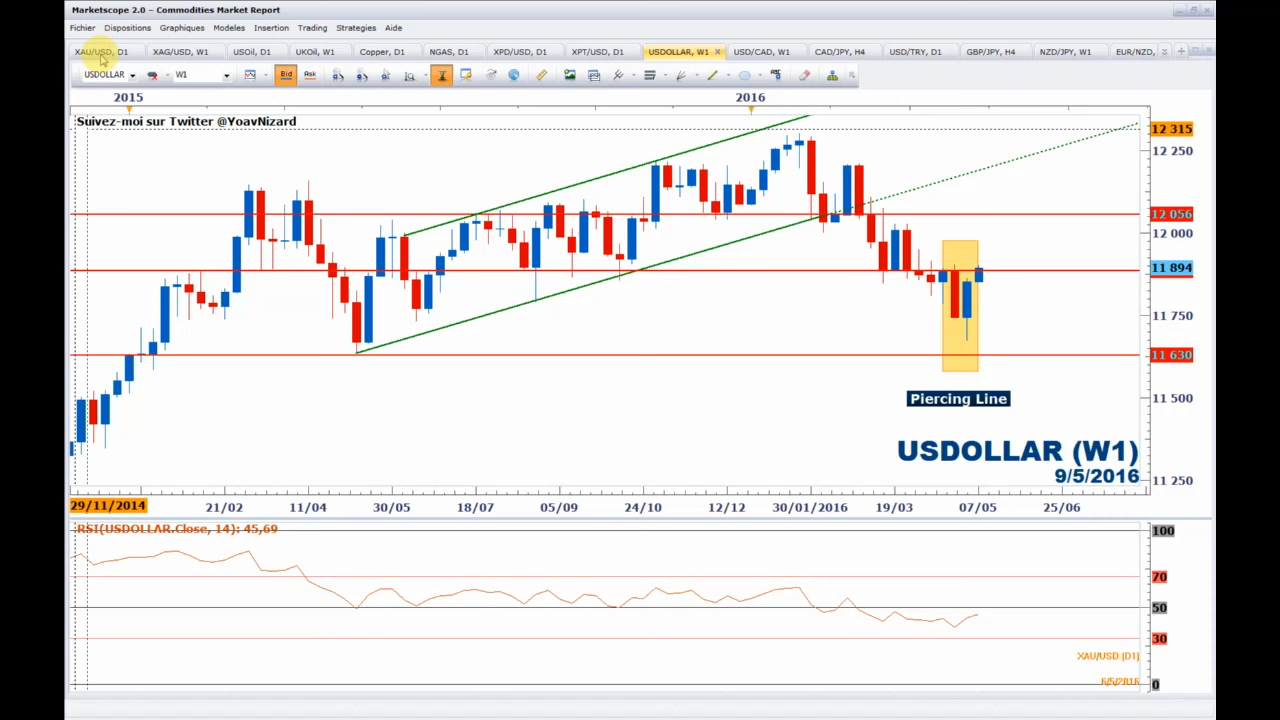 Marketscope 2.0 - Commodities Market Report
Fichier Dispositions Graphiques Modeles Insertion Trading Strategies Aide
XAU/USD, D1 XAG/USD, W1 USOil, D1 UKOil, W1 Copper, D1 NGAS, D1 XPD/USD, D1 XPT/USD, D1 USDOLLAR, W1 USD/CAD, W1 CAD/JPY, H4 USD/TRY, D1 GBP/JPY, H4 NZD/JPY, W1 EUR/NZD,
USDOLLAR W1 Bid Ask
2015 2016
Suivez-moi sur Twitter @YoavNizard
12 315
12 250
12 056
12 000
11 894
11 750
11 630
11 500
11 250
Piercing Line
USDOLLAR (W1)
9/5/2016
29/11/2014 21/02 11/04 30/05 18/07 05/09 24/10 12/12 30/01/2016 19/03 07/05 25/06
RSI(USDOLLAR.Close, 14): 45,69
100
70
50
30
0
XAU/USD (D1)
6/5/2016